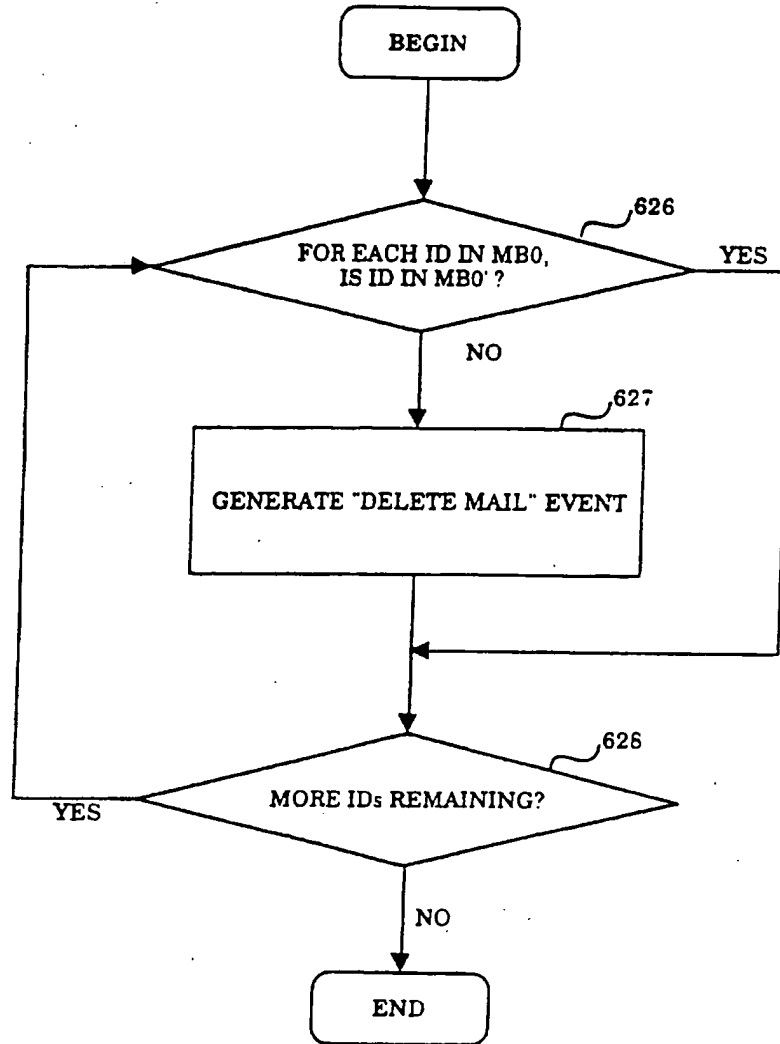 BEGIN
626
FOR EACH ID IN MB0,
IS ID IN MB0' ?
YES
NO
627
GENERATE "DELETE MAIL" EVENT
628
MORE IDs REMAINING?
YES
NO
END